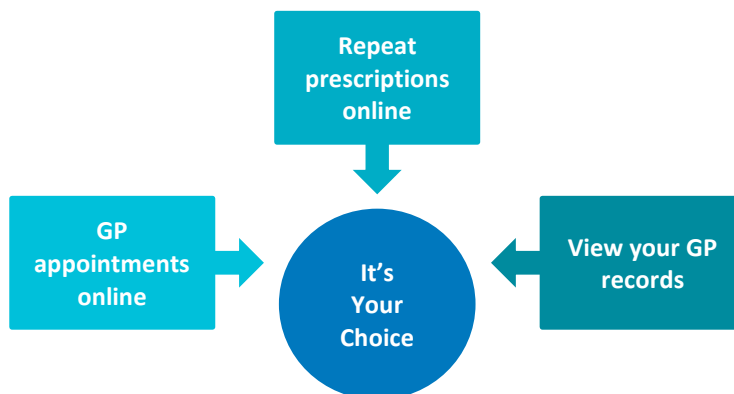 Repeat
prescriptions
online
GP
appointments
online
It’s
Your
Choice
View your GP
records